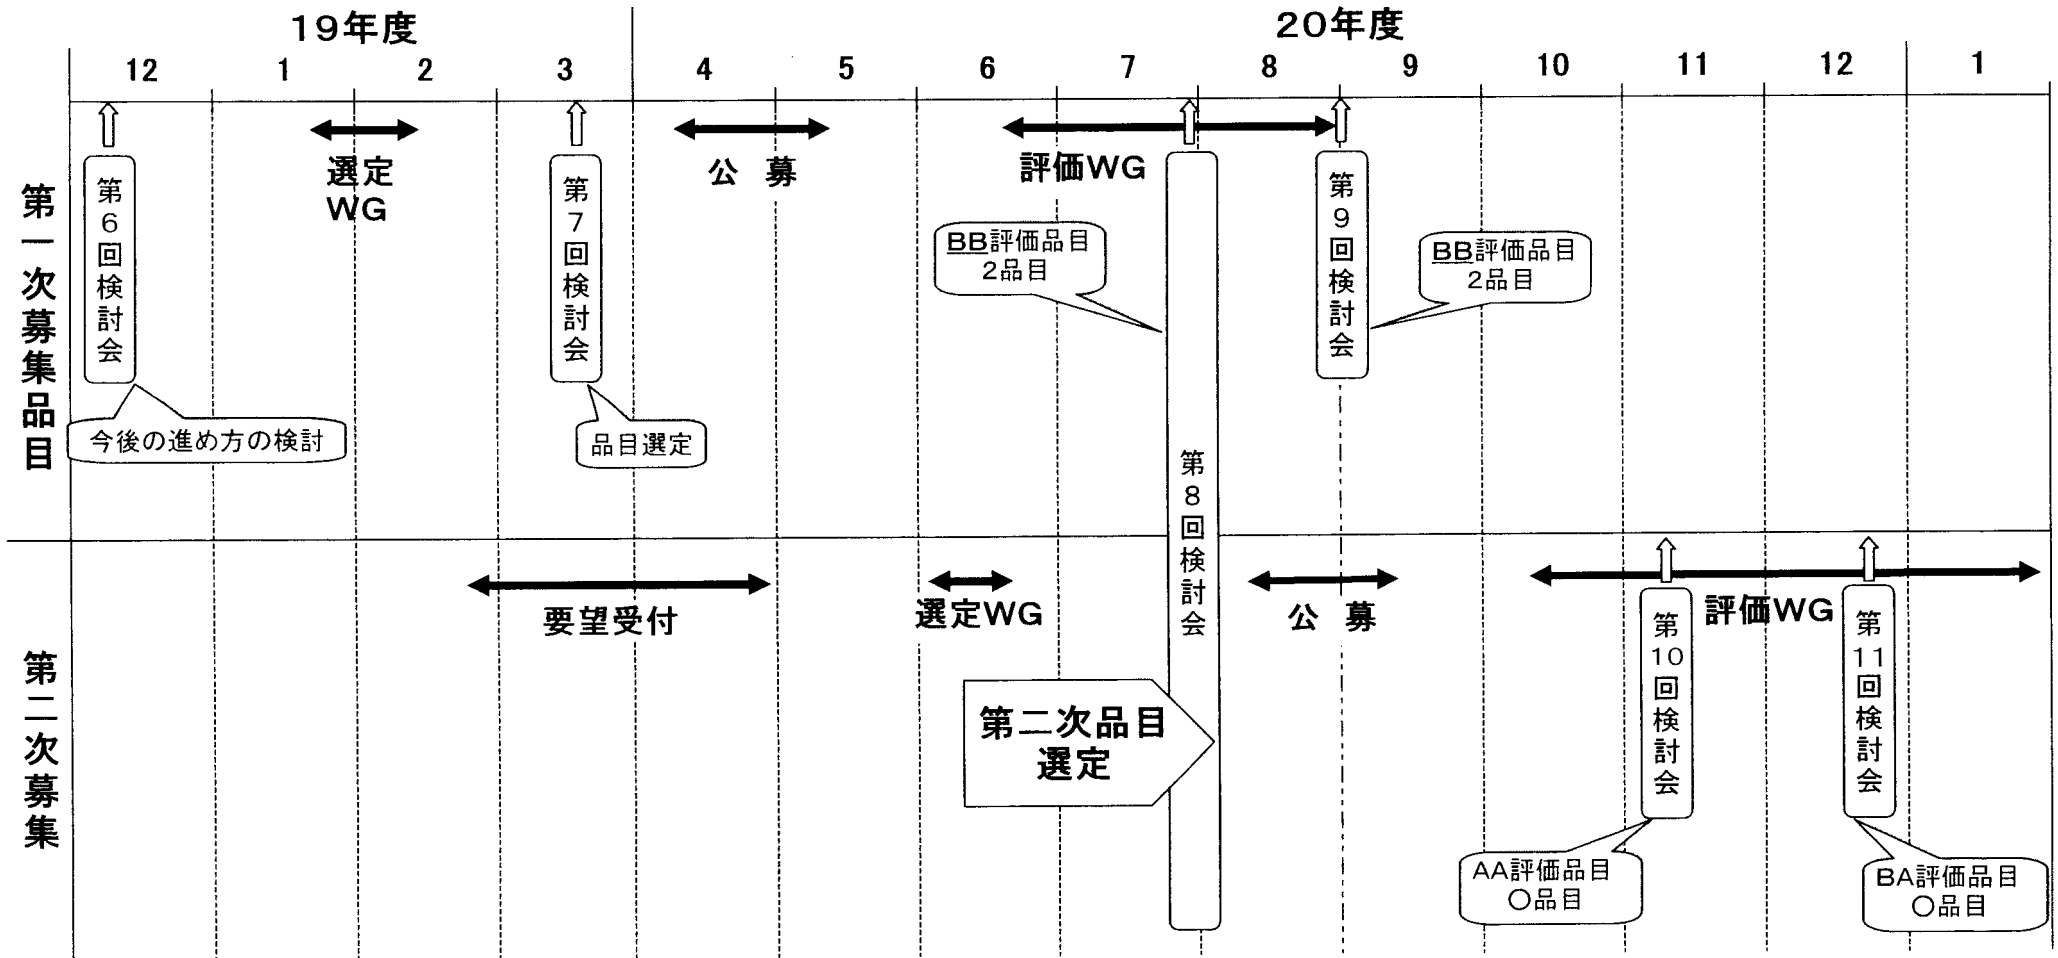 19年度
20年度
12 1 2 3 4 5 6 7 8 9 10 11 12 1
第一次募集品目
第6回検討会
今後の進め方の検討
選定
WG
第7回検討会
品目選定
公 募
評価WG
BB評価品目
2品目
第8回検討会
第9回検討会
BB評価品目
2品目
第二次募集
要望受付
選定WG
第二次品目
選定
公 募
評価WG
第10回検討会
AA評価品目
〇品目
第11回検討会
BA評価品目
〇品目